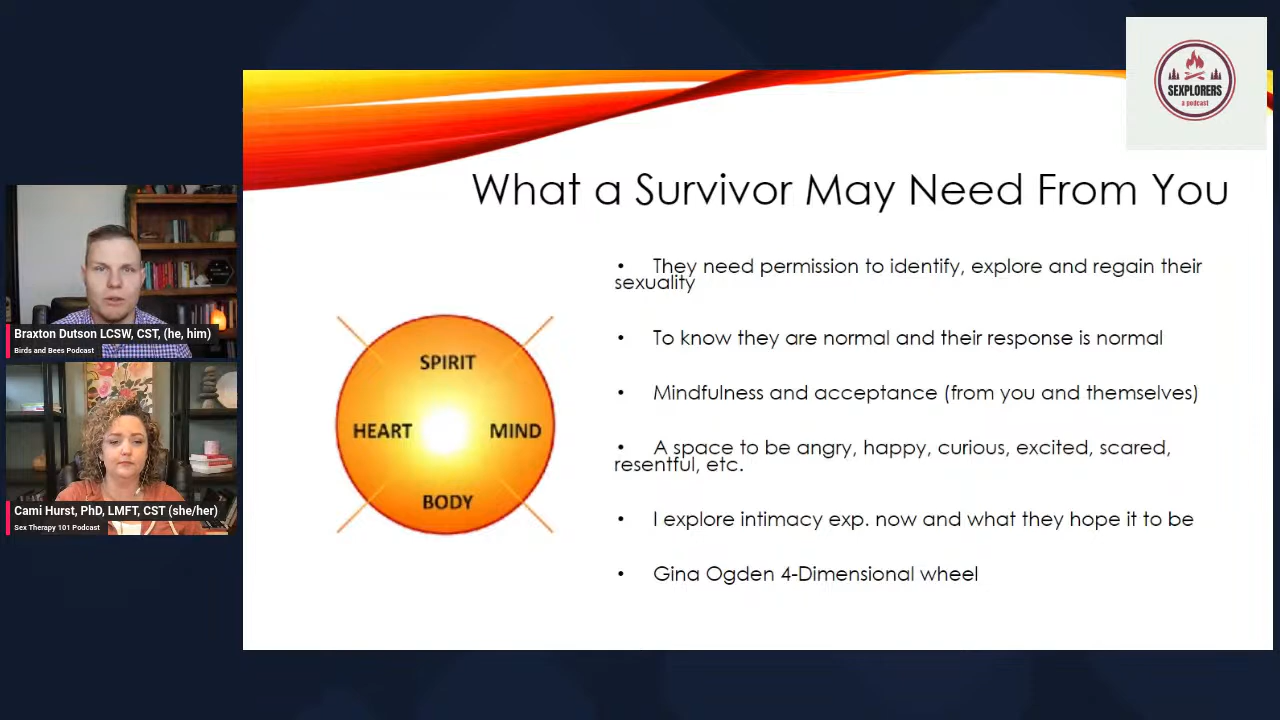 SEXPLORERS
a podcast
What a Survivor May Need From You
• They need permission to identify, explore and regain their
sexuality
• To know they are normal and their response is normal
• Mindfulness and acceptance (from you and themselves)
• A space to be angry, happy, curious, excited, scared,
resentful, etc.
• I explore intimacy exp. now and what they hope it to be
• Gina Ogden 4-Dimensional wheel
SPIRIT
HEART MIND
BODY
Braxton Dutson LCSW, CST, (he, him)
Birds and Bees Podcast
Cami Hurst, PhD, LMFT, CST (she/her)
Sex Therapy 101 Podcast